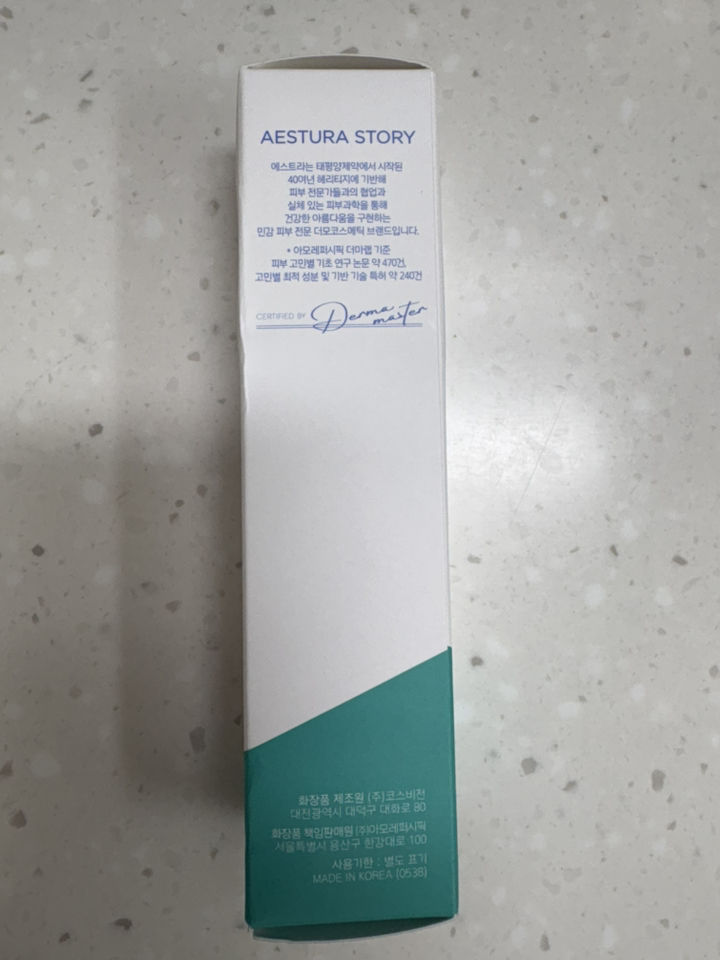 AESTURA STORY
에스트라는 태평양제약에서 시작된
40여년 헤리티지에 기반해
피부 전문가들과의 협업과
실체 있는 피부과학을 통해
건강한 아름다움을 구현하는
민감 피부 전문 더모코스메틱 브랜드입니다.
* 아모레퍼시픽 더마랩 기준
피부 고민별 기초 연구 논문 약 470건,
고민별 최적 성분 및 기반 기술 특허 약 240건
CERTIFIED BY Derma master
화장품 제조원 (주)코스비전
대전광역시 대덕구 대화로 80
화장품 책임판매원 (주)아모레퍼시픽
서울특별시 용산구 한강대로 100
사용기한 : 별도 표기
MADE IN KOREA (053B)